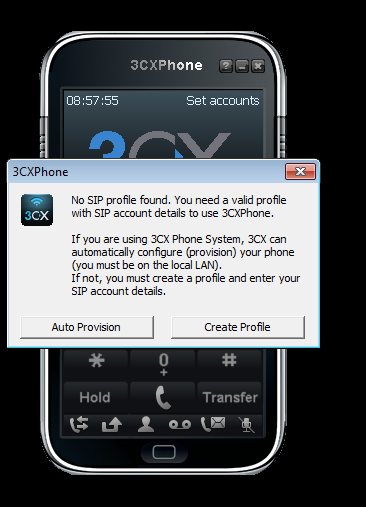 3CXPhone
? – ×
08:57:55 Set accounts
3CX
3CXPhone
3CX
No SIP profile found. You need a valid profile
with SIP account details to use 3CXPhone.
If you are using 3CX Phone System, 3CX can
automatically configure (provision) your phone
(you must be on the local LAN).
If not, you must create a profile and enter your
SIP account details.
Auto Provision Create Profile
* 0 #
+
Hold Transfer